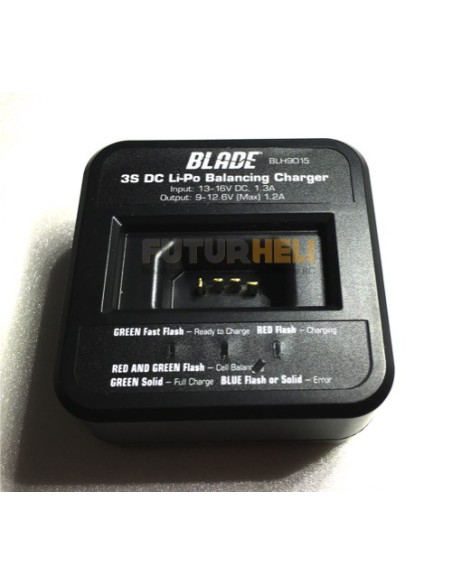 BLADE BLH9015
3S DC Li-Po Balancing Charger
Input: 13-16V DC, 1.3A
Output: 9-12.6V (Max) 1.2A
FUTURHELI
RC
GREEN Fast Flash – Ready to Charge RED Flash – Charging
RED AND GREEN Flash – Cell Balance
GREEN Solid – Full Charge BLUE Flash or Solid – Error